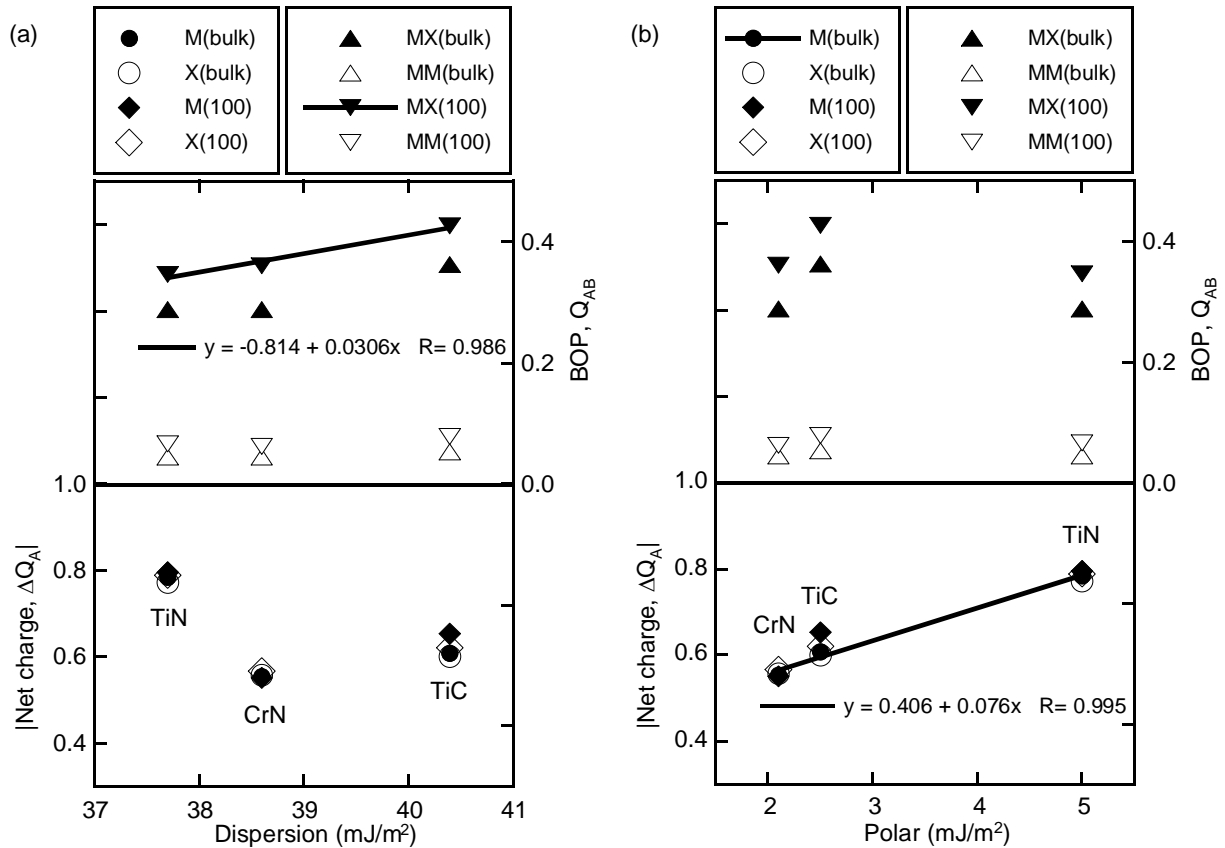 (a)
M(bulk)
X(bulk)
M(100)
X(100)
MX(bulk)
MM(bulk)
MX(100)
MM(100)
y = -0.814 + 0.0306x R= 0.986
0.4
0.2
0.0
BOP, Q_AB
1.0
0.8
0.6
0.4
|Net charge, ΔQ_A|
TiN
CrN
TiC
37 38 39 40 41
Dispersion (mJ/m²)
(b)
M(bulk)
X(bulk)
M(100)
X(100)
MX(bulk)
MM(bulk)
MX(100)
MM(100)
0.4
0.2
0.0
BOP, Q_AB
1.0
0.8
0.6
0.4
|Net charge, ΔQ_A|
TiN
TiC
CrN
y = 0.406 + 0.076x R= 0.995
2 3 4 5
Polar (mJ/m²)